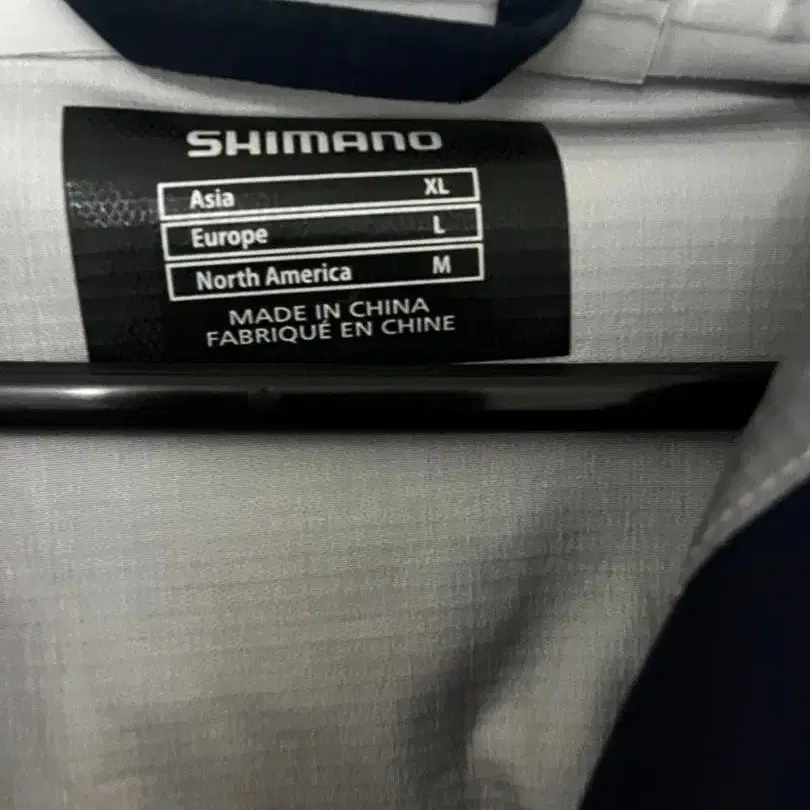 SHIMANO
Asia XL
Europe L
North America M
MADE IN CHINA
FABRIQUÉ EN CHINE